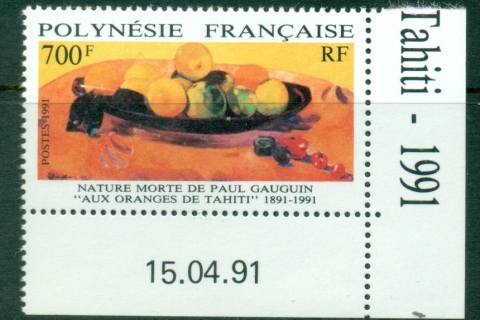 POLYNÉSIE FRANÇAISE
700F RF
POSTES 1991
NATURE MORTE DE PAUL GAUGUIN
"AUX ORANGES DE TAHITI" 1891-1991
15.04.91
Tahiti - 1991